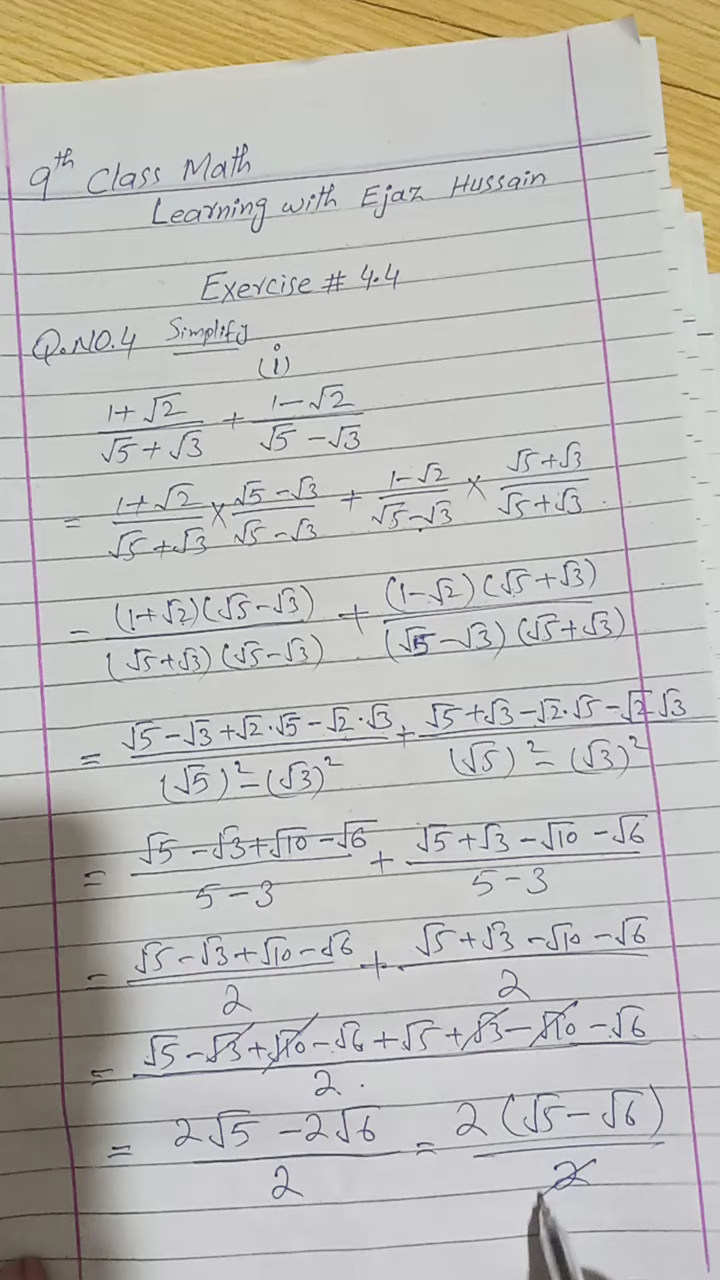 9th Class Math
Learning with Ejaz Hussain
Exercise # 4.4
Q.NO.4 Simplify
(i)
(1+√2)/(√5+√3) + (1-√2)/(√5-√3)
= (1+√2)/(√5+√3) × (√5-√3)/(√5-√3) + (1-√2)/(√5-√3) × (√5+√3)/(√5+√3)
= (1+√2)(√5-√3)/(√5+√3)(√5-√3) + (1-√2)(√5+√3)/(√5-√3)(√5+√3)
= (√5-√3+√2·√5-√2·√3)/((√5)²-(√3)²) + (√5+√3-√2·√5-√2√3)/((√5)²-(√3)²)
= (√5-√3+√10-√6)/(5-3) + (√5+√3-√10-√6)/(5-3)
= (√5-√3+√10-√6)/2 + (√5+√3-√10-√6)/2
= (√5-√3+√10-√6+√5+√3-√10-√6)/2.
= (2√5-2√6)/2 = 2(√5-√6)/2